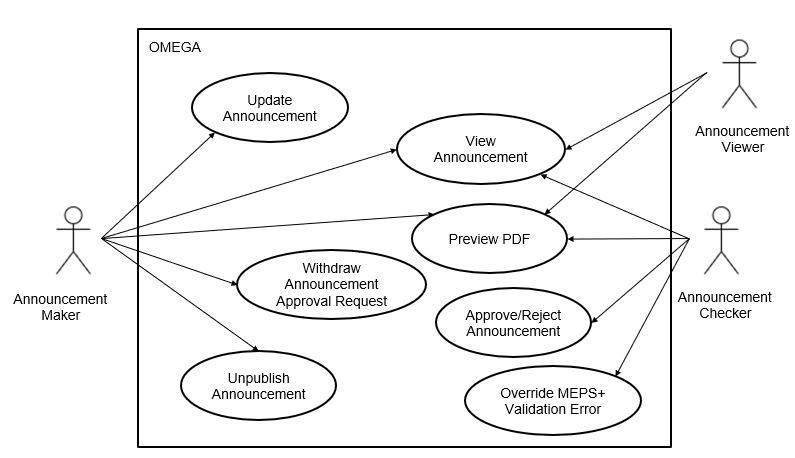 OMEGA
Update
Announcement
View
Announcement
Announcement
Viewer
Preview PDF
Withdraw
Announcement
Approval Request
Announcement
Maker
Announcement
Checker
Approve/Reject
Announcement
Unpublish
Announcement
Override MEPS+
Validation Error